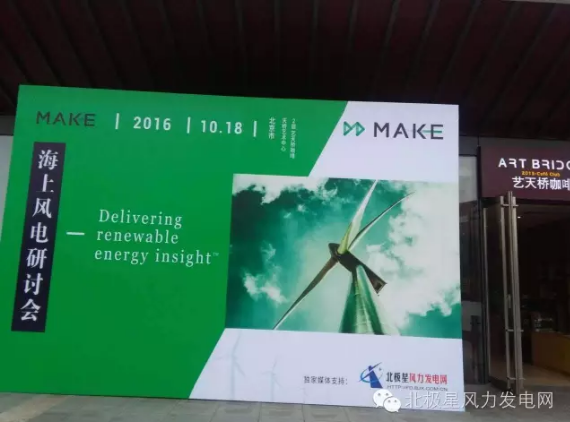 MAKE | 2016 | 10.18 | 北京市
MAKE
海上风电研讨会
Delivering
renewable
energy insight™
独家媒体支持：
北极星风力发电网
ART BRIDG
艺天桥咖啡
北极星风力发电网